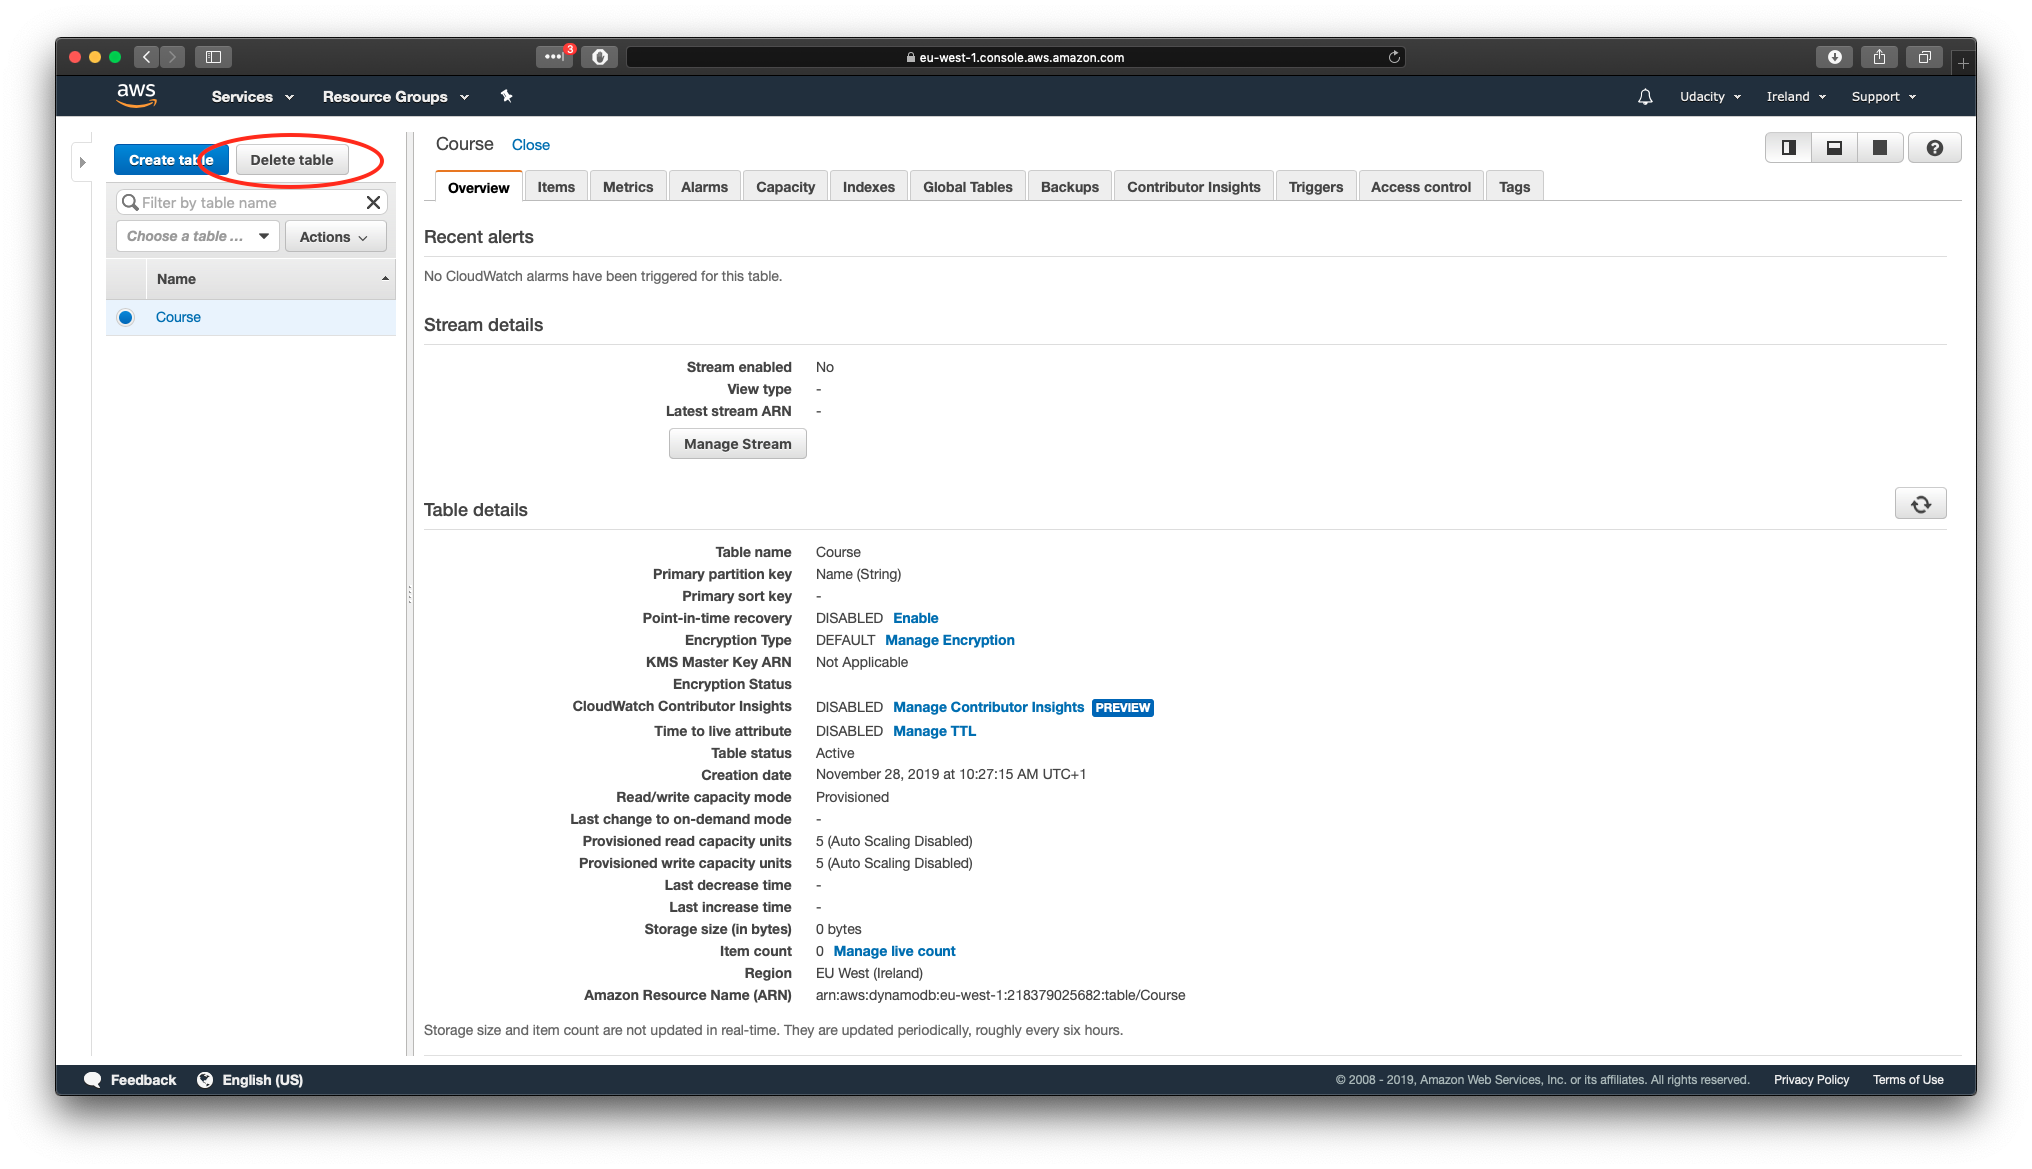 3
eu-west-1.console.aws.amazon.com
aws Services Resource Groups Udacity Ireland Support
Create table Delete table
Filter by table name
Choose a table ... Actions
Name
Course
Course Close
Overview Items Metrics Alarms Capacity Indexes Global Tables Backups Contributor Insights Triggers Access control Tags
Recent alerts
No CloudWatch alarms have been triggered for this table.
Stream details
Stream enabled No
View type -
Latest stream ARN -
Manage Stream
Table details
Table name Course
Primary partition key Name (String)
Primary sort key -
Point-in-time recovery DISABLED Enable
Encryption Type DEFAULT Manage Encryption
KMS Master Key ARN Not Applicable
Encryption Status
CloudWatch Contributor Insights DISABLED Manage Contributor Insights PREVIEW
Time to live attribute DISABLED Manage TTL
Table status Active
Creation date November 28, 2019 at 10:27:15 AM UTC+1
Read/write capacity mode Provisioned
Last change to on-demand mode -
Provisioned read capacity units 5 (Auto Scaling Disabled)
Provisioned write capacity units 5 (Auto Scaling Disabled)
Last decrease time -
Last increase time -
Storage size (in bytes) 0 bytes
Item count 0 Manage live count
Region EU West (Ireland)
Amazon Resource Name (ARN) arn:aws:dynamodb:eu-west-1:218379025682:table/Course
Storage size and item count are not updated in real-time. They are updated periodically, roughly every six hours.
Feedback English (US) © 2008 - 2019, Amazon Web Services, Inc. or its affiliates. All rights reserved. Privacy Policy Terms of Use